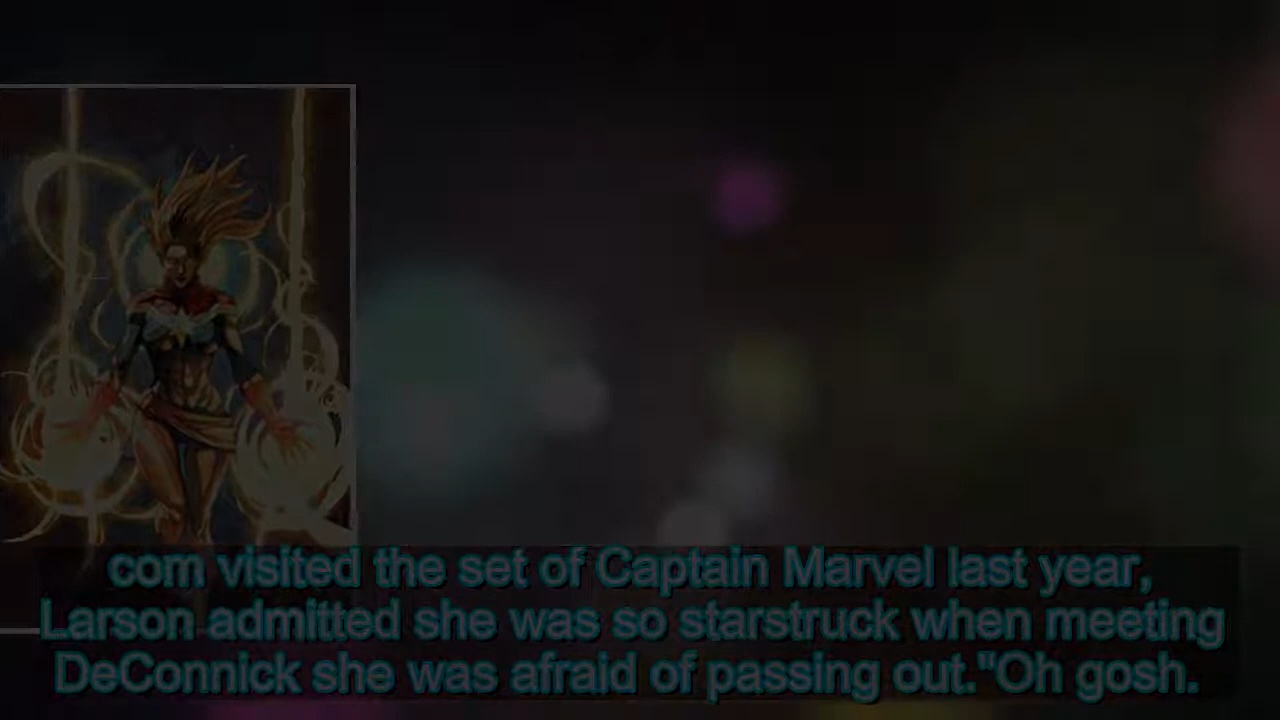 com visited the set of Captain Marvel last year,
Larson admitted she was so starstruck when meeting
DeConnick she was afraid of passing out."Oh gosh.